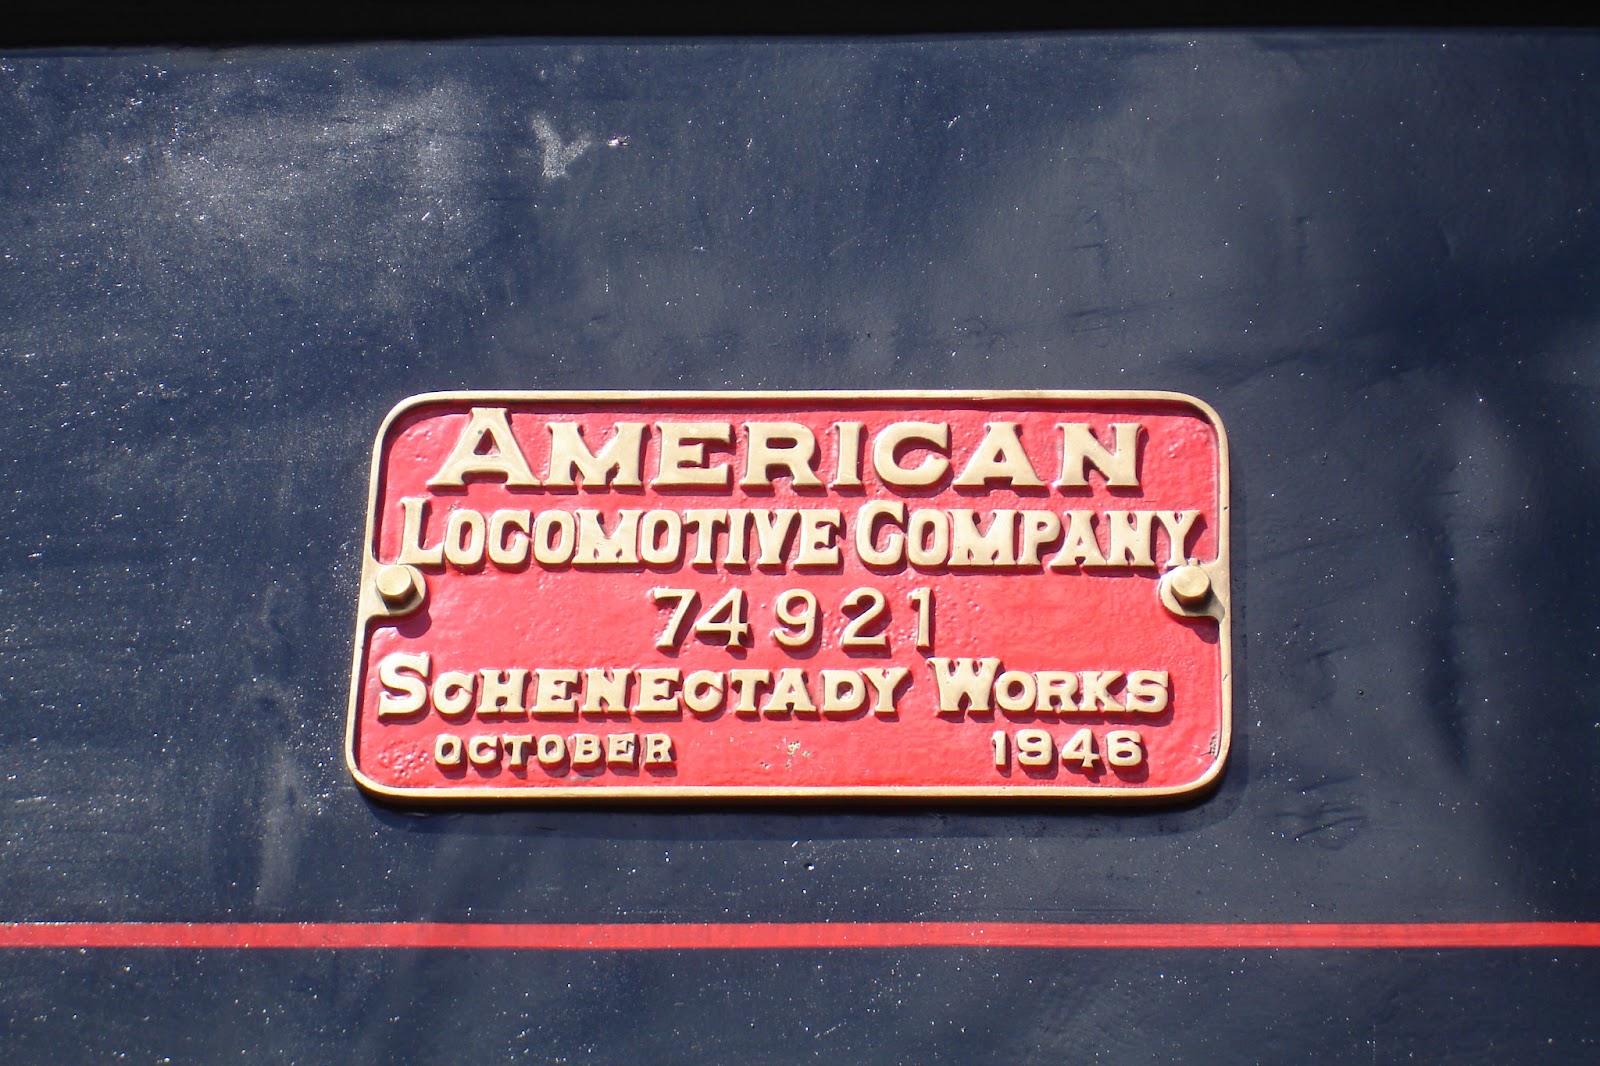 AMERICAN
LOCOMOTIVE COMPANY
74921
SCHENECTADY WORKS
OCTOBER 1946